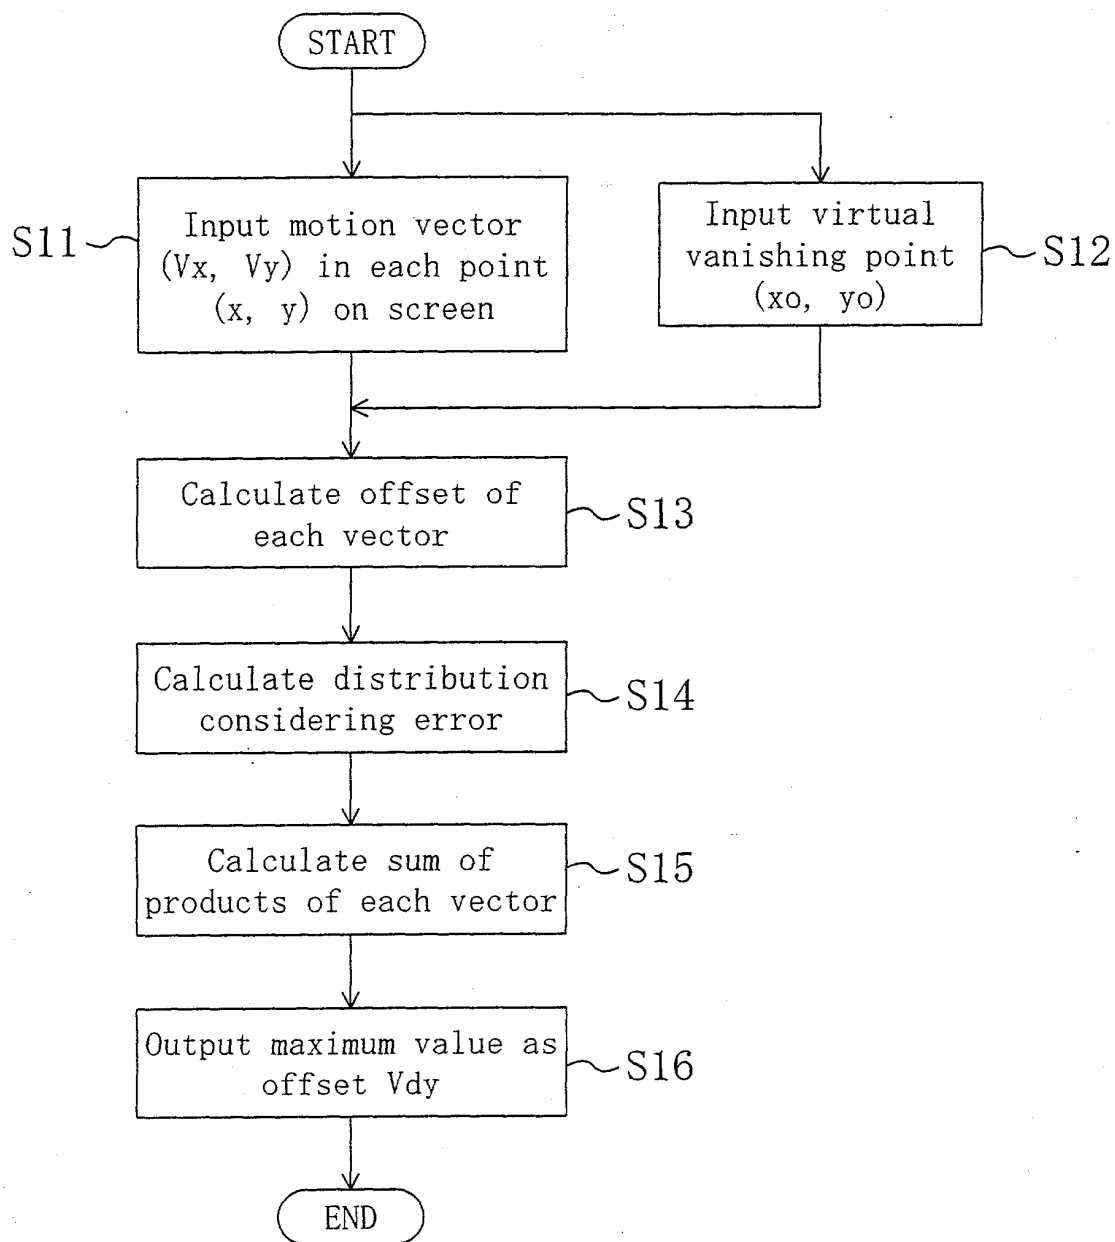 START
S11
Input motion vector
(Vx, Vy) in each point
(x, y) on screen
Input virtual
vanishing point
(xo, yo)
S12
Calculate offset of
each vector
S13
Calculate distribution
considering error
S14
Calculate sum of
products of each vector
S15
Output maximum value as
offset Vdy
S16
END